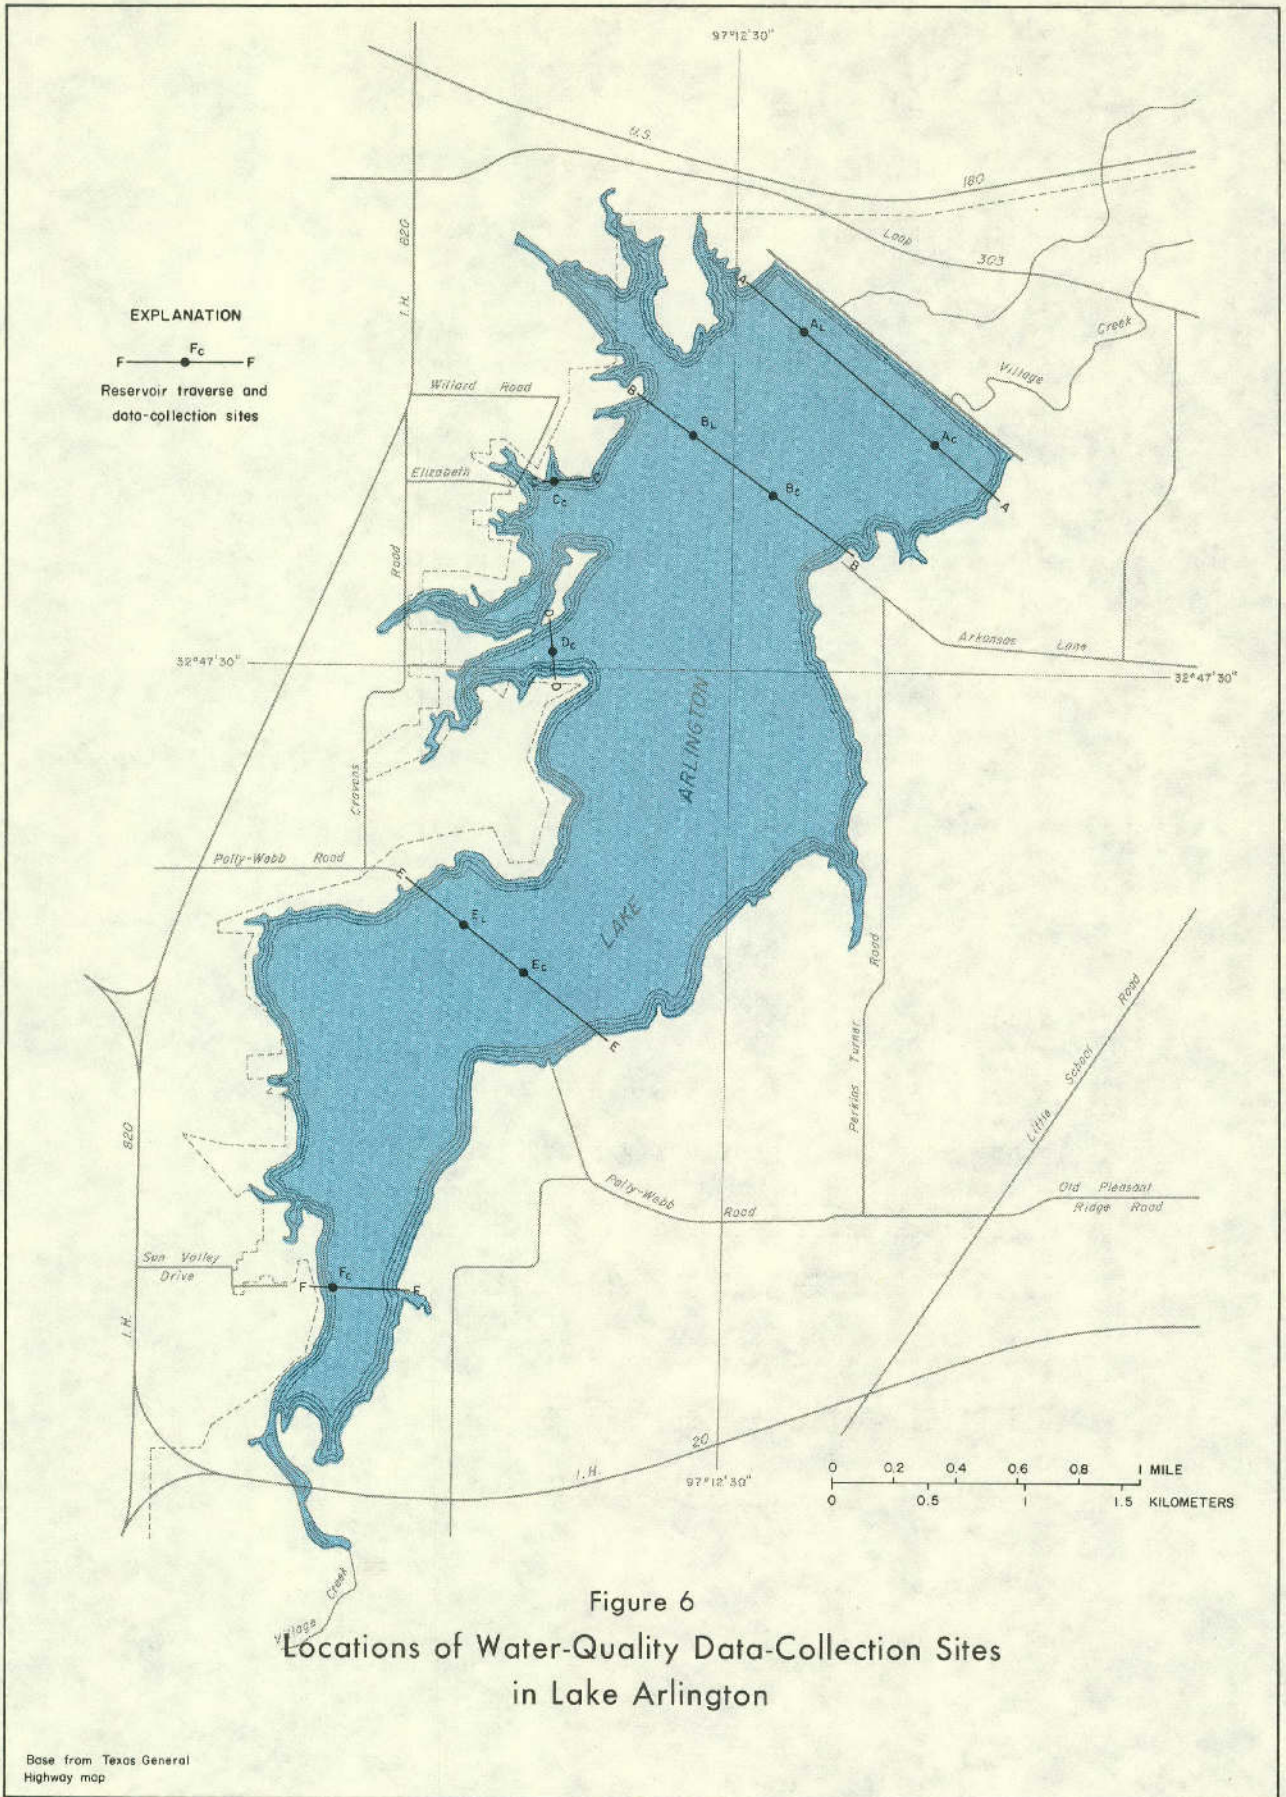 97°12'30"
U.S.
180
Loop
303
I.H. 820
EXPLANATION
F Fc F
Reservoir traverse and
data-collection sites
A
AL
Village Creek
Willard Road
B
BL
Ac
Elizabeth
C Cc C
Bc
A
B
Road
D
Dc
D
Arkansas Lane
32°47'30"
32°47'30"
LAKE ARLINGTON
Cravens
Polly-Webb Road
E
EL
Ec
E
Road
Perkins Turner
Little School Road
820
Polly-Webb Road
Old Pleasant
Ridge Road
Sun Valley
Drive
F Fc F
I.H.
20
I.H.
97°12'30"
0 0.2 0.4 0.6 0.8 1 MILE
0 0.5 1 1.5 KILOMETERS
Village Creek
Figure 6
Locations of Water-Quality Data-Collection Sites
in Lake Arlington
Base from Texas General
Highway map